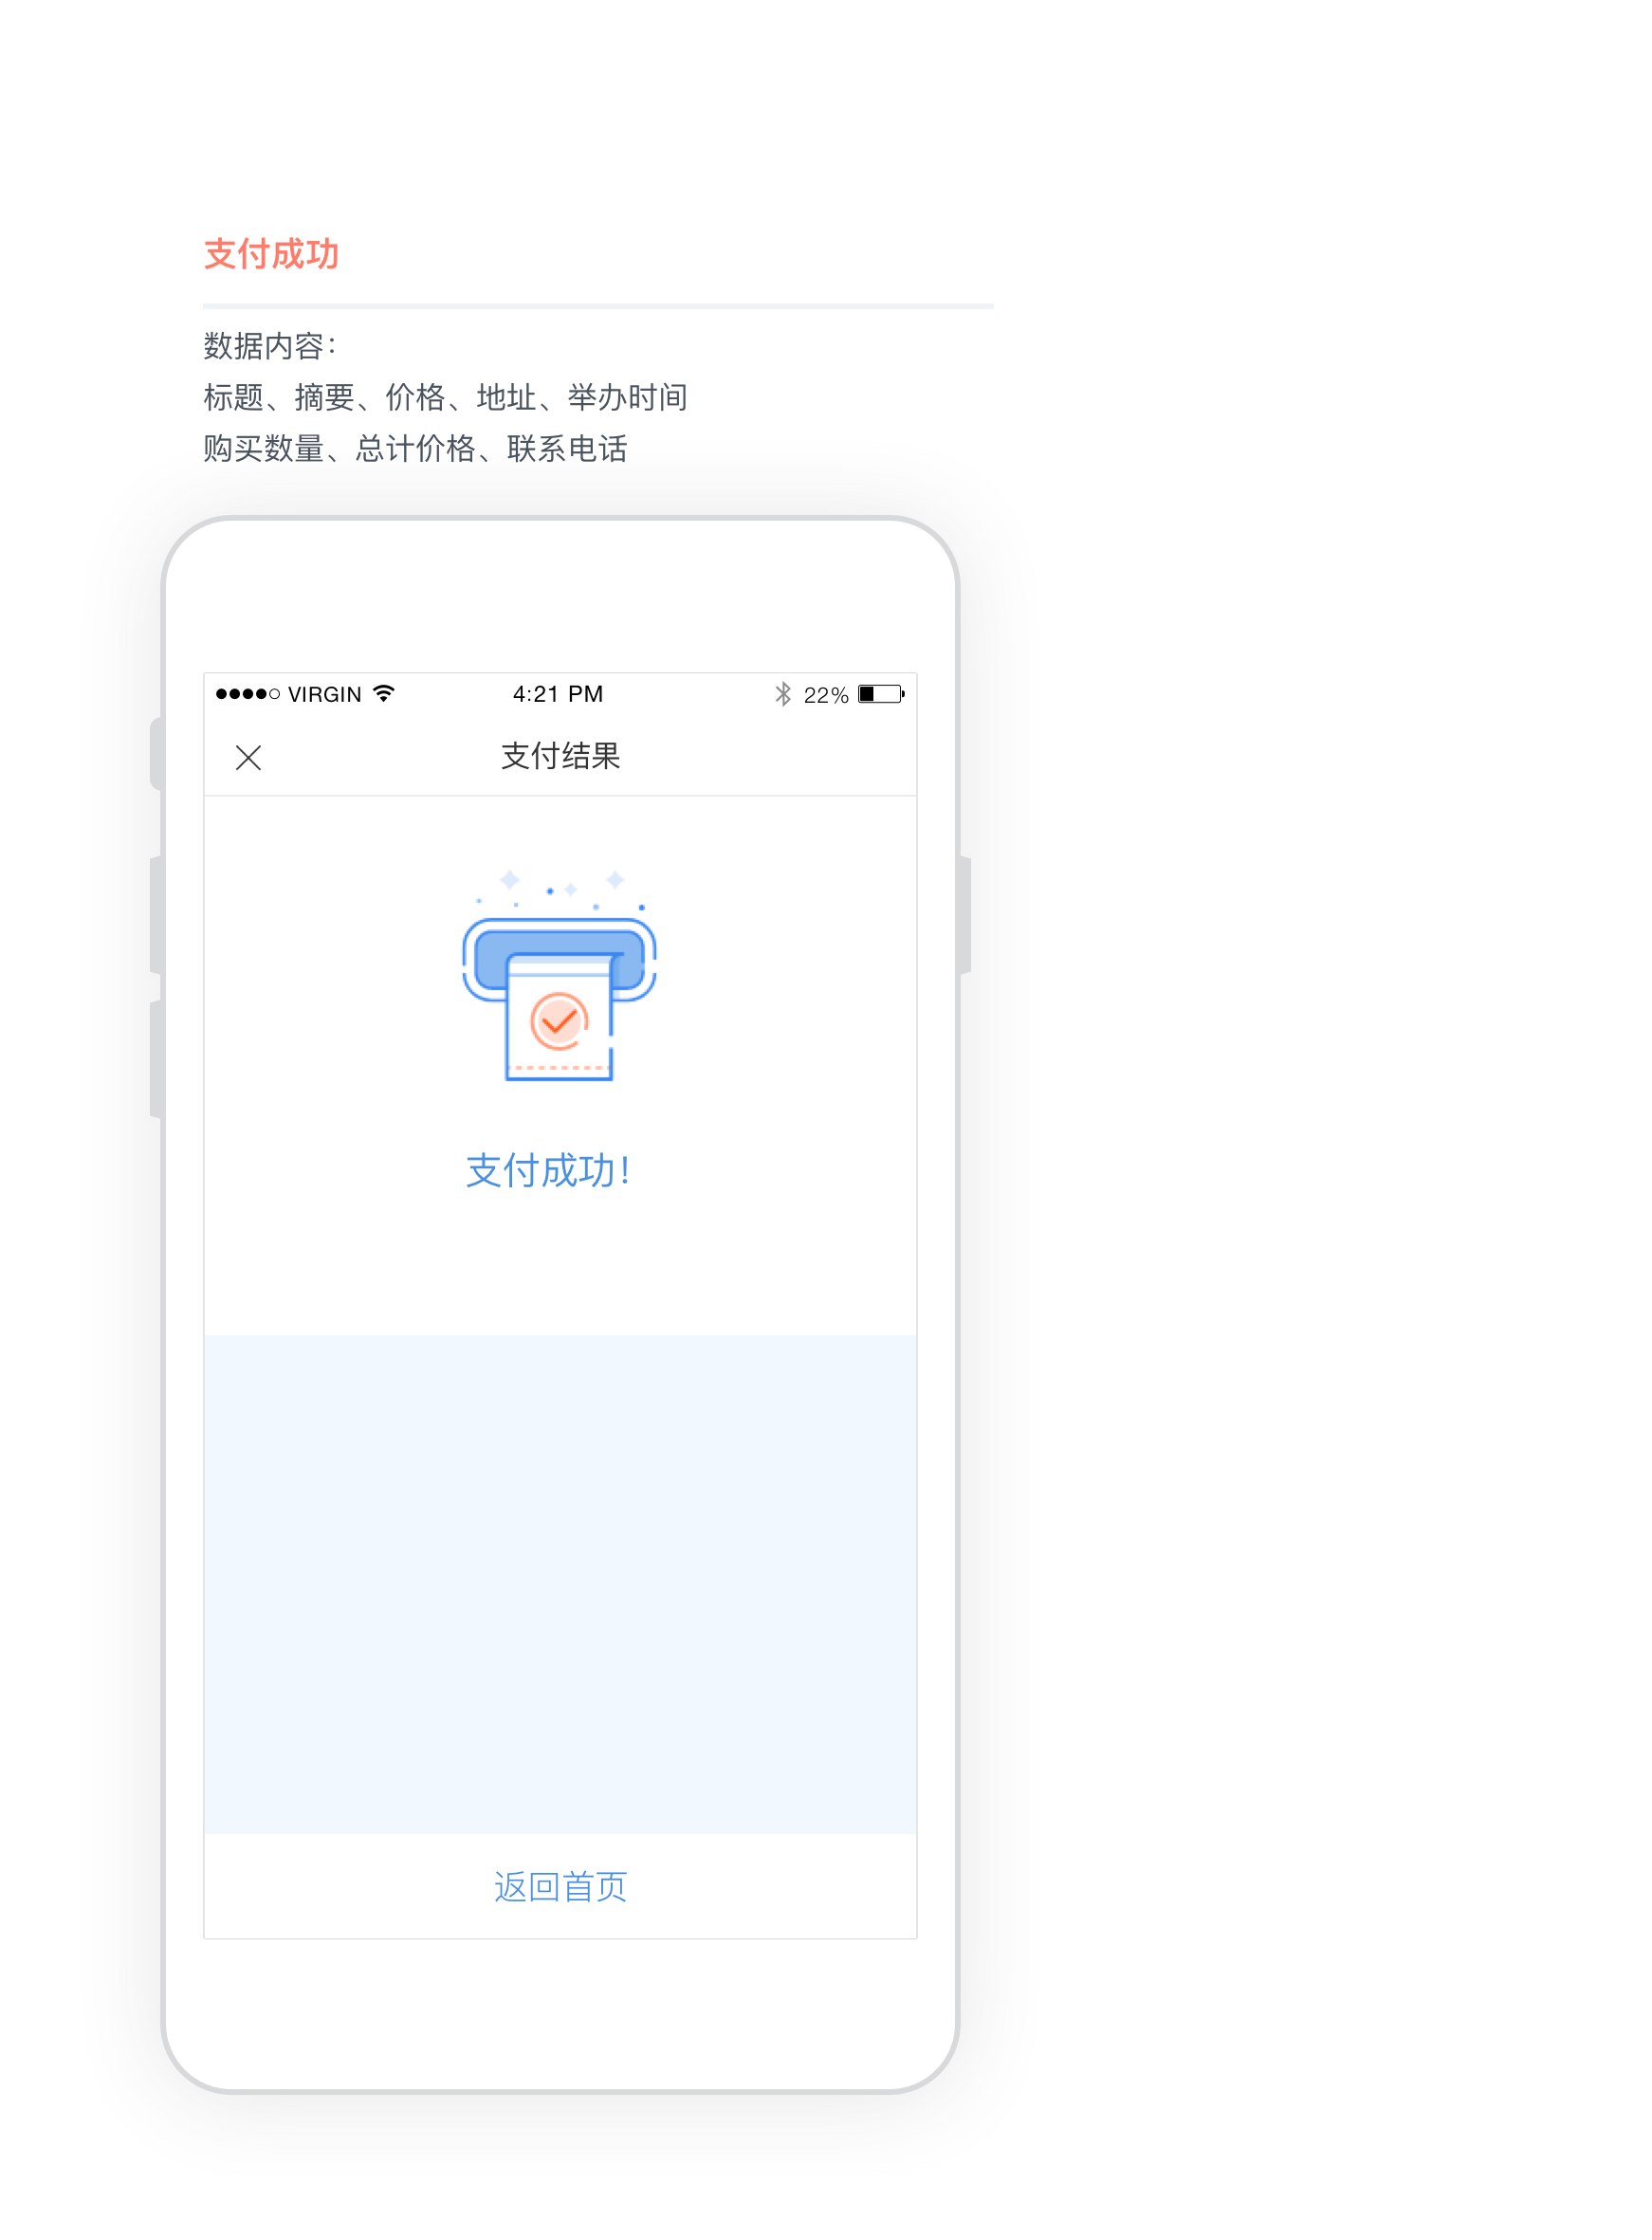 支付成功
数据内容：
标题、摘要、价格、地址、举办时间
购买数量、总计价格、联系电话
VIRGIN 4:21 PM 22%
支付结果
支付成功！
返回首页